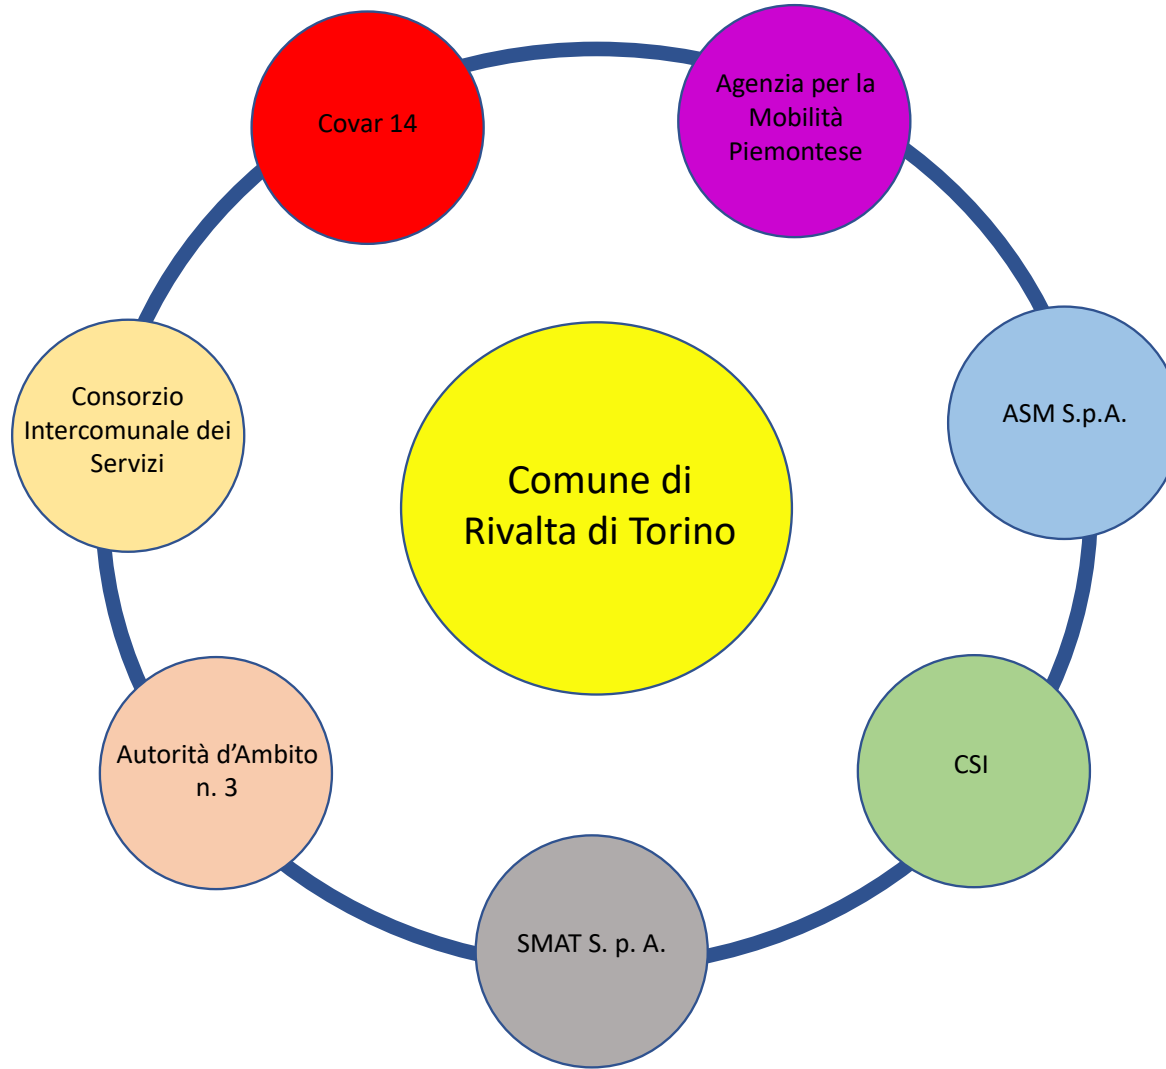 Covar 14
Agenzia per la
Mobilità
Piemontese
Consorzio
Intercomunale dei
Servizi
ASM S.p.A.
Comune di
Rivalta di Torino
Autorità d’Ambito
n. 3
CSI
SMAT S. p. A.